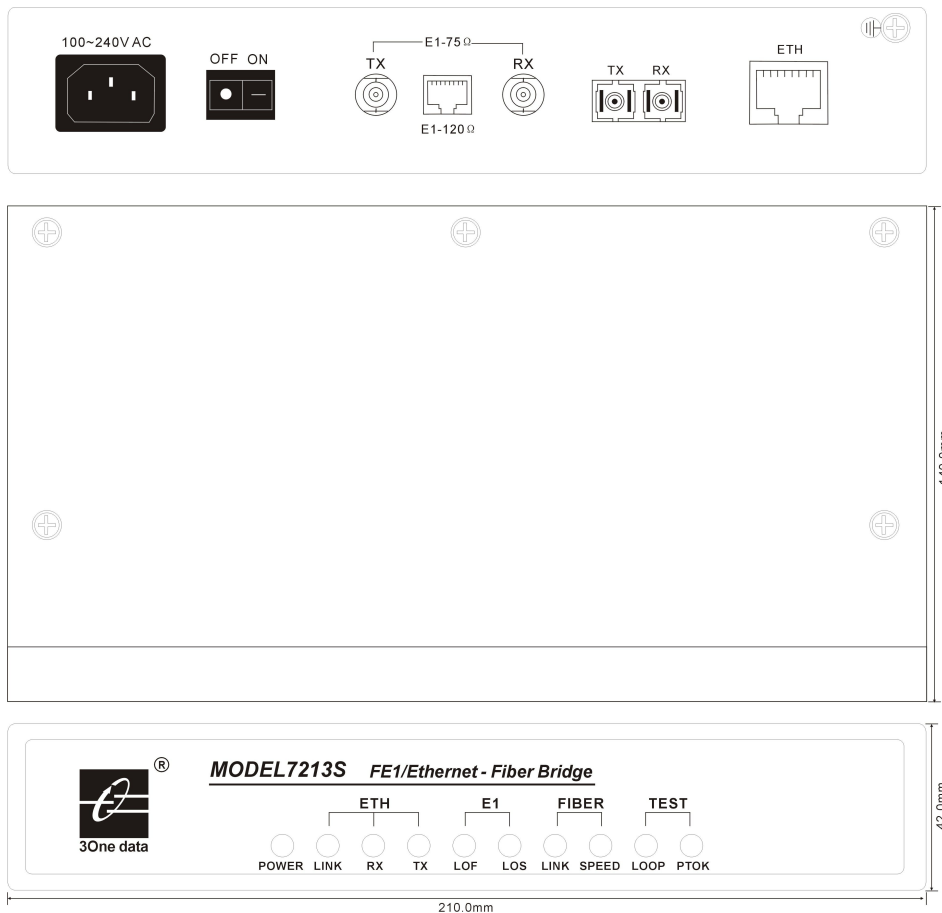 100~240V AC
OFF ON
E1-75Ω
TX
RX
E1-120Ω
TX RX
ETH
MODEL7213S FE1/Ethernet - Fiber Bridge
®
3One data
ETH E1 FIBER TEST
POWER LINK RX TX LOF LOS LINK SPEED LOOP PTOK
42.0mm
210.0mm